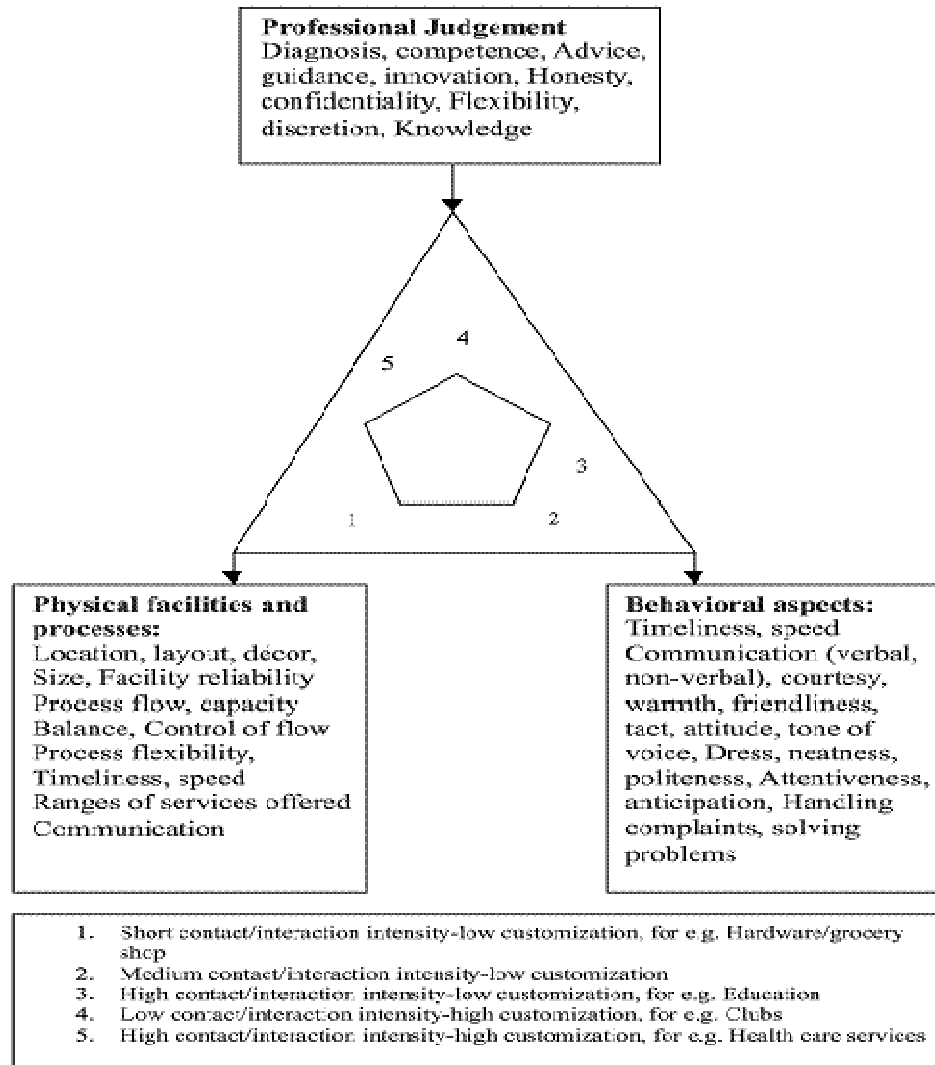 Professional Judgement
Diagnosis, competence, Advice,
guidance, innovation, Honesty,
confidentiality, Flexibility,
discretion, Knowledge
4
5
3
1
2
Physical facilities and
processes:
Location, layout, décor,
Size, Facility reliability
Process flow, capacity
Balance, Control of flow
Process flexibility,
Timeliness, speed
Ranges of services offered
Communication
Behavioral aspects:
Timeliness, speed
Communication (verbal,
non-verbal), courtesy,
warmth, friendliness,
tact, attitude, tone of
voice, Dress, neatness,
politeness, Attentiveness,
anticipation, Handling
complaints, solving
problems
1. Short contact/interaction intensity-low customization, for e.g. Hardware/grocery
shop
2. Medium contact/interaction intensity-low customization
3. High contact/interaction intensity-low customization, for e.g. Education
4. Low contact/interaction intensity-high customization, for e.g. Clubs
5. High contact/interaction intensity-high customization, for e.g. Health care services